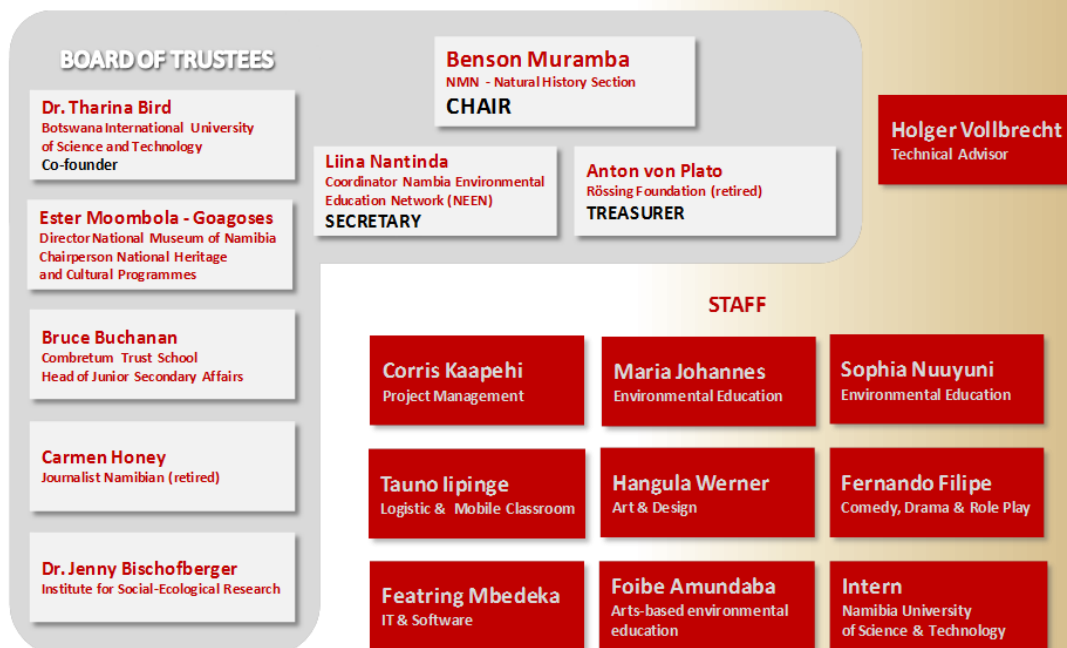 BOARD OF TRUSTEES
Benson Muramba
NMN - Natural History Section
CHAIR
Dr. Tharina Bird
Botswana International University
of Science and Technology
Co-founder
Liina Nantinda
Coordinator Nambia Environmental
Education Network (NEEN)
SECRETARY
Anton von Plato
Rössing Foundation (retired)
TREASURER
Holger Vollbrecht
Technical Advisor
Ester Moombola - Goagoses
Director National Museum of Namibia
Chairperson National Heritage
and Cultural Programmes
Bruce Buchanan
Combretum Trust School
Head of Junior Secondary Affairs
Carmen Honey
Journalist Namibian (retired)
Dr. Jenny Bischofberger
Institute for Social-Ecological Research
STAFF
Corris Kaapehi
Project Management
Maria Johannes
Environmental Education
Sophia Nuuyuni
Environmental Education
Tauno Iipinge
Logistic & Mobile Classroom
Hangula Werner
Art & Design
Fernando Filipe
Comedy, Drama & Role Play
Featring Mbedeka
IT & Software
Foibe Amundaba
Arts-based environmental
education
Intern
Namibia University
of Science & Technology